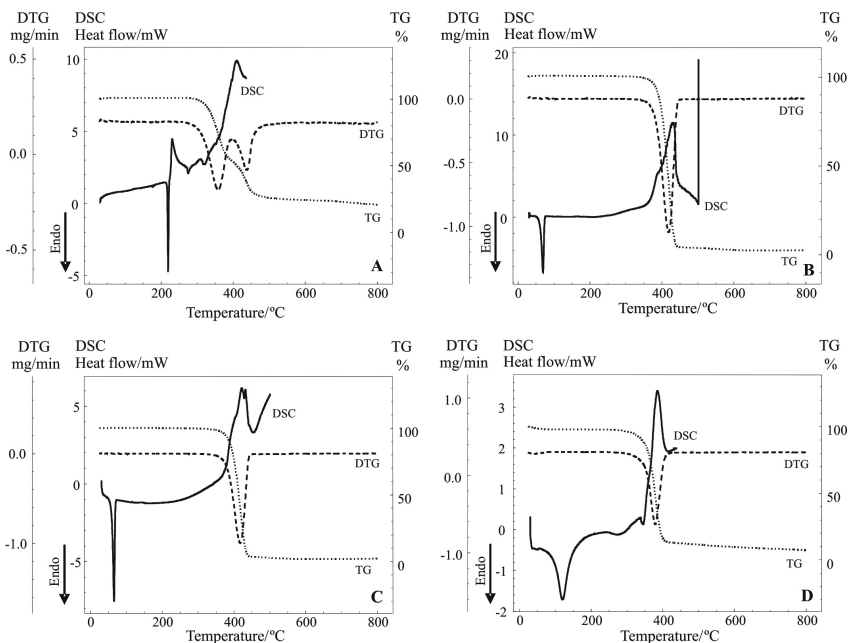 DTG DSC TG
mg/min Heat flow/mW %
0.5
0.0
-0.5
10
5
0
-5
100
50
0
DSC
DTG
TG
Endo
A
0 200 400 600 800
Temperature/ºC
DTG DSC TG
mg/min Heat flow/mW %
0.0
-0.5
-1.0
20
10
0
100
50
0
DTG
DSC
TG
Endo
B
0 200 400 600 800
Temperature/ºC
DTG DSC TG
mg/min Heat flow/mW %
0.0
-1.0
5
0
-5
100
50
0
DSC
DTG
TG
Endo
C
0 200 400 600 800
Temperature/ºC
DTG DSC TG
mg/min Heat flow/mW %
1.0
0.0
-1.0
3
2
1
0
-1
-2
100
50
0
DSC
DTG
TG
Endo
D
0 200 400 600 800
Temperature/ºC